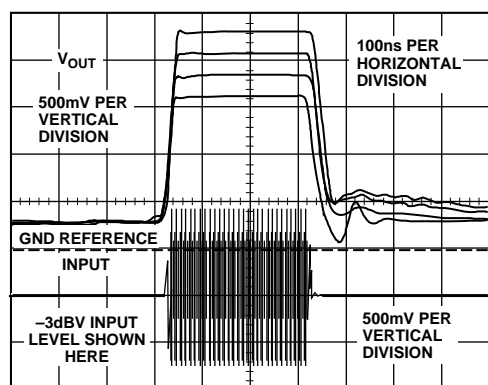 VOUT
500mV PER
VERTICAL
DIVISION
100ns PER
HORIZONTAL
DIVISION
GND REFERENCE
INPUT
–3dBV INPUT
LEVEL SHOWN
HERE
500mV PER
VERTICAL
DIVISION